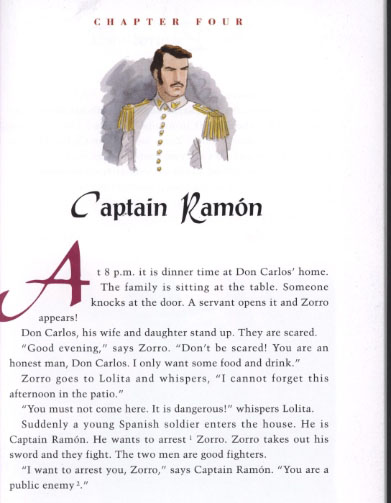 CHAPTER FOUR
Captain Ramón
At 8 p.m. it is dinner time at Don Carlos' home.
The family is sitting at the table. Someone
knocks at the door. A servant opens it and Zorro
appears!
Don Carlos, his wife and daughter stand up. They are scared.
"Good evening," says Zorro. "Don't be scared! You are an
honest man, Don Carlos. I only want some food and drink."
Zorro goes to Lolita and whispers, "I cannot forget this
afternoon in the patio."
"You must not come here. It is dangerous!" whispers Lolita.
Suddenly a young Spanish soldier enters the house. He is
Captain Ramón. He wants to arrest ¹ Zorro. Zorro takes out his
sword and they fight. The two men are good fighters.
"I want to arrest you, Zorro," says Captain Ramón. "You are a
public enemy ²."